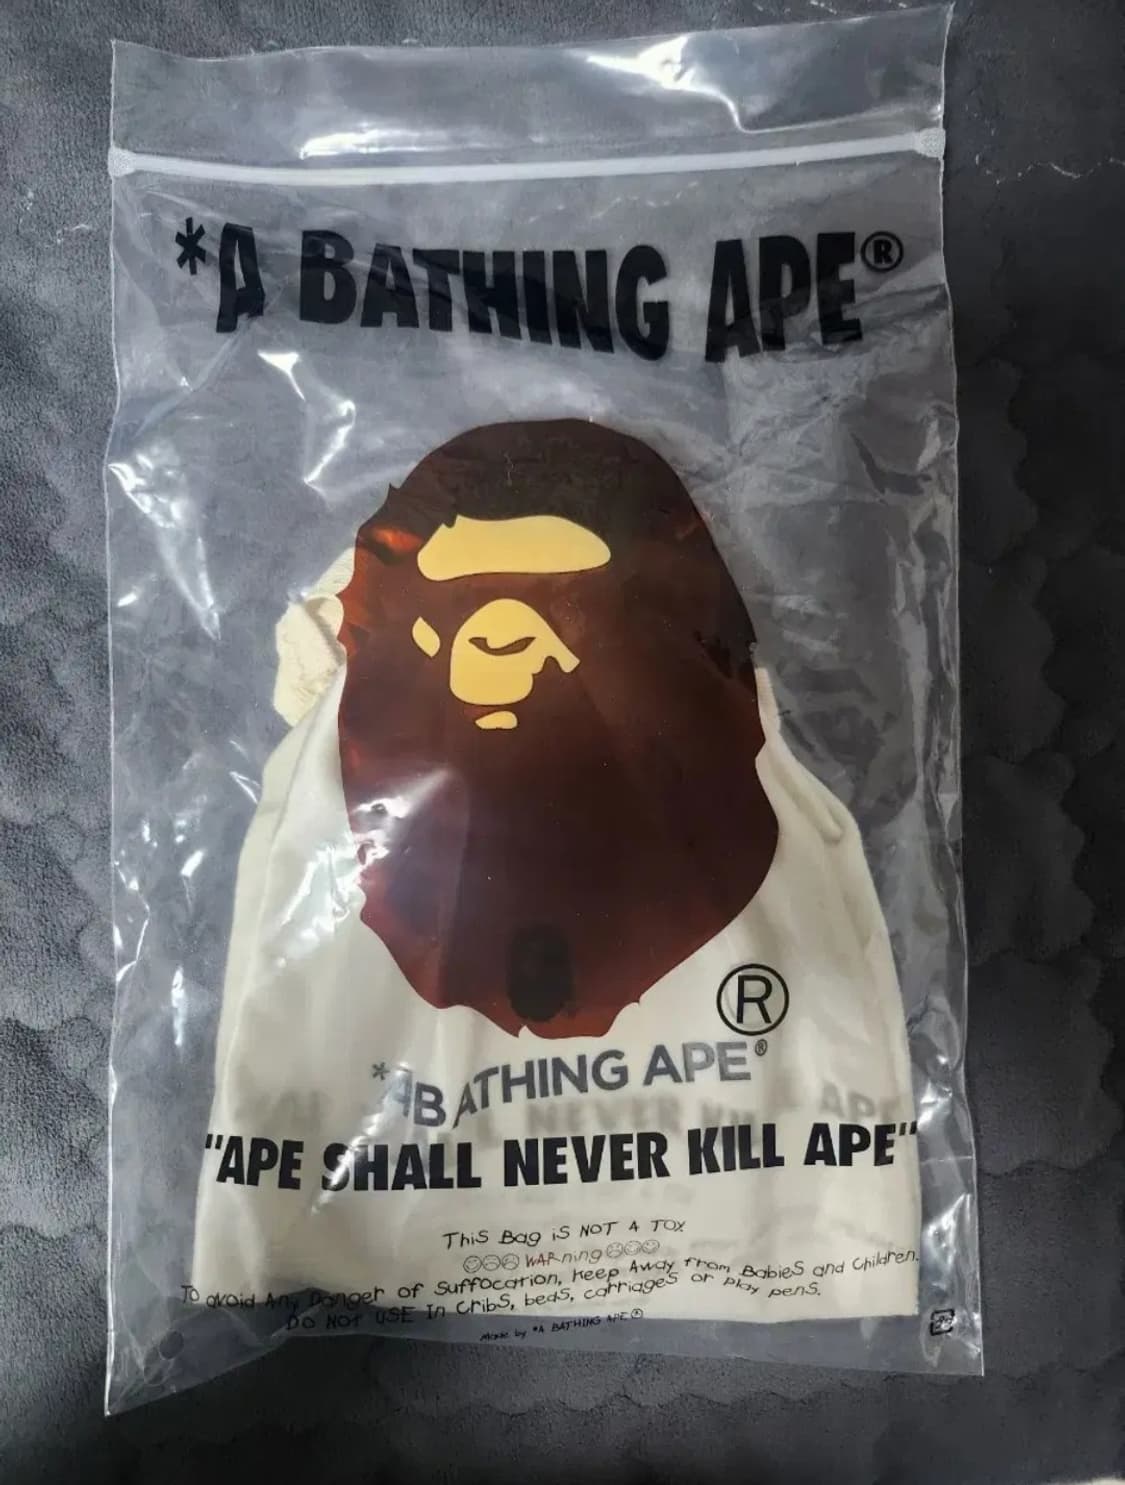 *A BATHING APE®
®
*A BATHING APE®
"APE SHALL NEVER KILL APE"
THiS Bag iS NOT A TOY
WARning
To avoid Any Danger of Suffocation, Keep Away from BabieS and Children.
DO NOT USE In CribS, bedS, carriageS or play penS.
Made by *A BATHING APE®